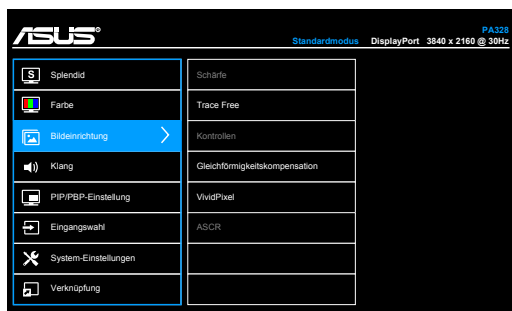 ASUS®
PA328
Standardmodus DisplayPort 3840 x 2160 @ 30Hz
S Splendid
Farbe
Bildeinrichtung
Klang
PIP/PBP-Einstellung
Eingangswahl
System-Einstellungen
Verknüpfung
Schärfe
Trace Free
Kontrollen
Gleichförmigkeitskompensation
VividPixel
ASCR